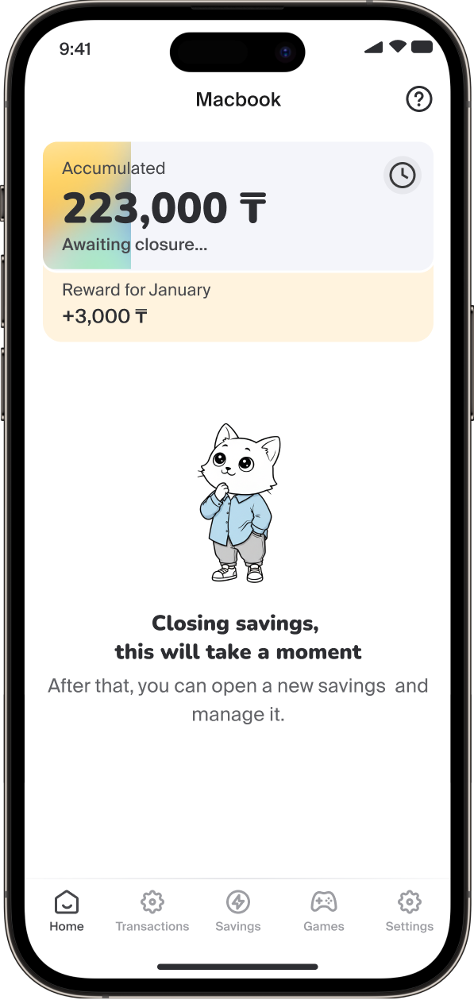 9:41
Macbook
Accumulated
223,000 ₸
Awaiting closure...
Reward for January
+3,000 ₸
Closing savings,
this will take a moment
After that, you can open a new savings  and
manage it.
Home Transactions Savings Games Settings